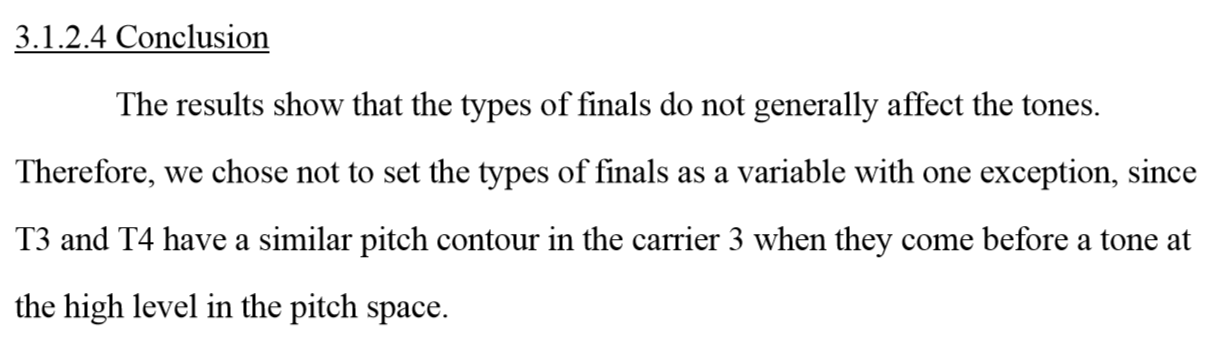 3.1.2.4 Conclusion
The results show that the types of finals do not generally affect the tones.
Therefore, we chose not to set the types of finals as a variable with one exception, since
T3 and T4 have a similar pitch contour in the carrier 3 when they come before a tone at
the high level in the pitch space.